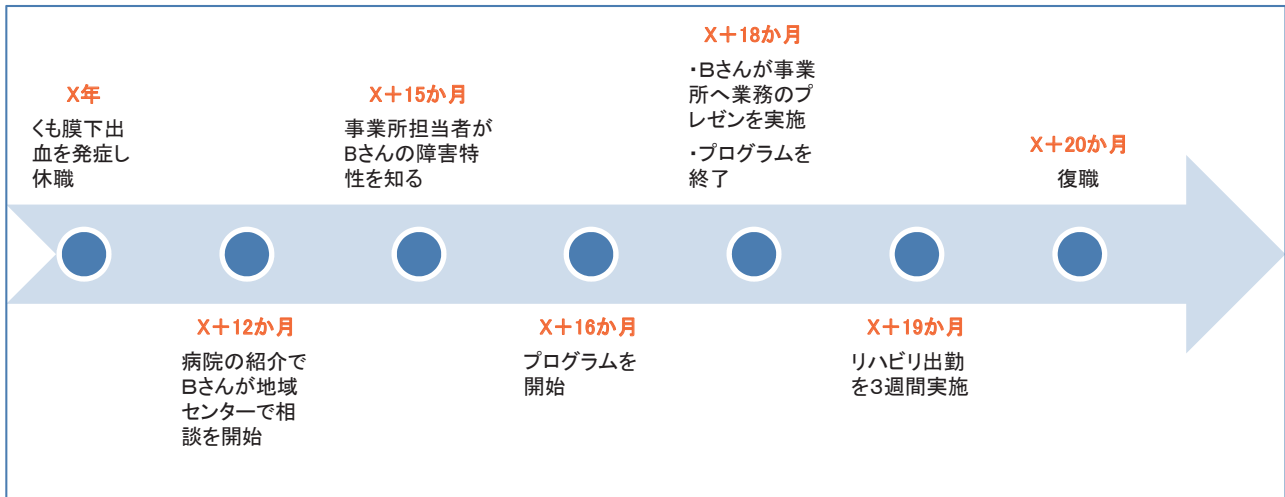 X年
くも膜下出
血を発症し
休職
X＋12か月
病院の紹介で
Bさんが地域
センターで相
談を開始
X＋15か月
事業所担当者が
Bさんの障害特
性を知る
X＋16か月
プログラムを
開始
X＋18か月
・Bさんが事業
所へ業務のプ
レゼンを実施
・プログラムを
終了
X＋19か月
リハビリ出勤
を3週間実施
X＋20か月
復職